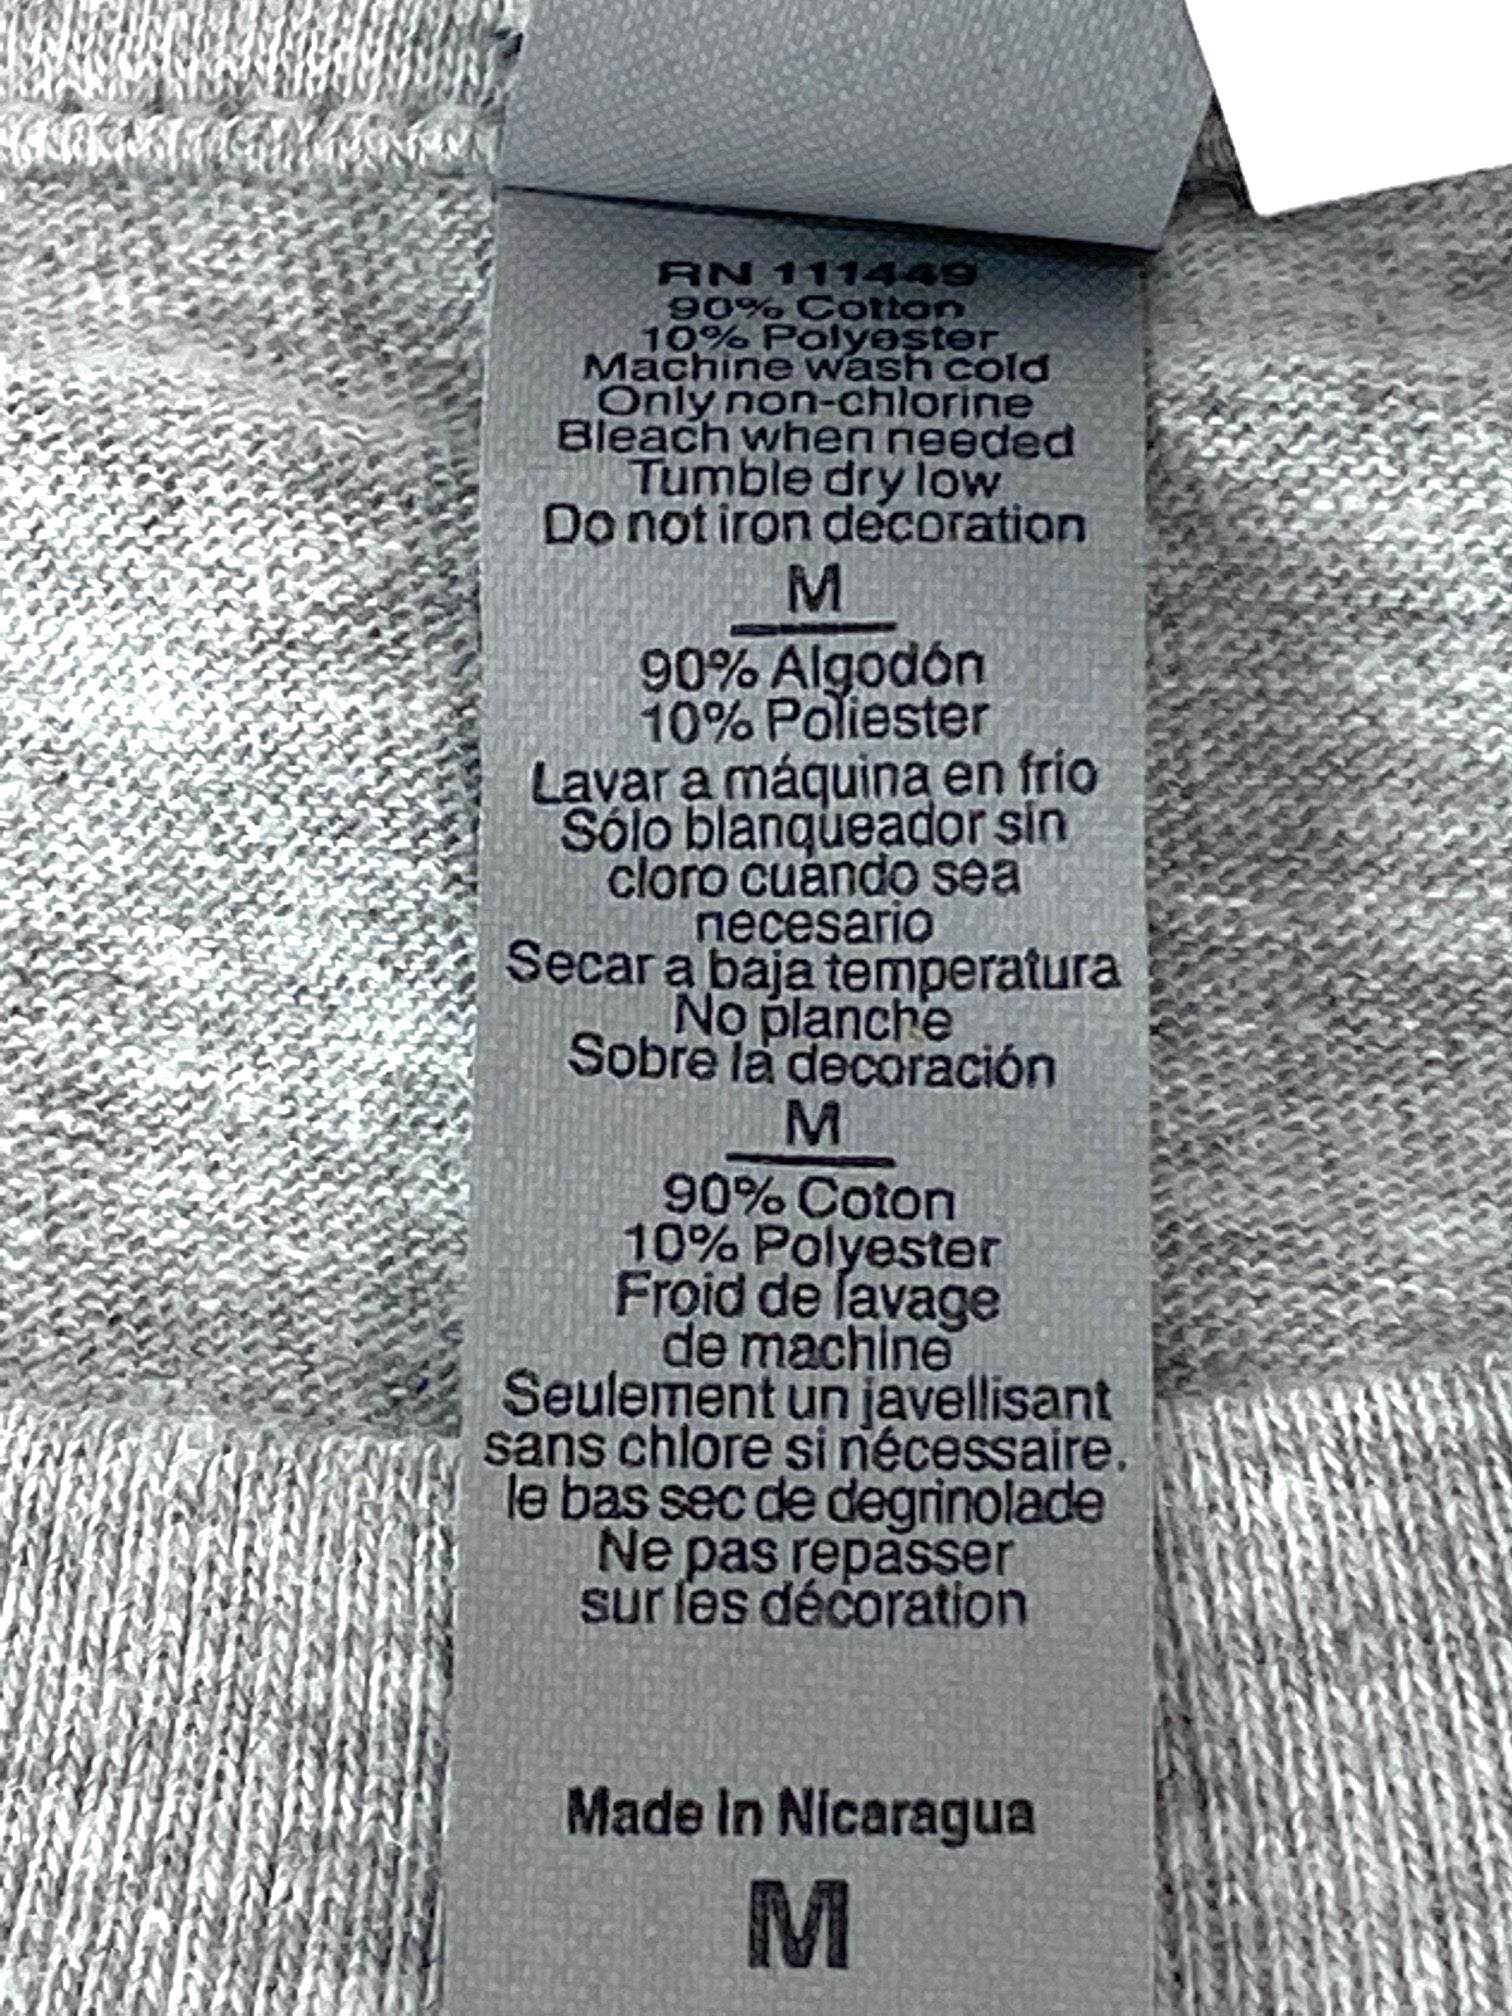 RN 111449
90% Cotton
10% Polyester
Machine wash cold
Only non-chlorine
Bleach when needed
Tumble dry low
Do not iron decoration
M
90% Algodón
10% Poliester
Lavar a máquina en frío
Sólo blanqueador sin
cloro cuando sea
necesario
Secar a baja temperatura
No planche
Sobre la decoración
M
90% Coton
10% Polyester
Froid de lavage
de machine
Seulement un javellisant
sans chlore si nécessaire.
le bas sec de degrinolade
Ne pas repasser
sur les décoration
Made In Nicaragua
M